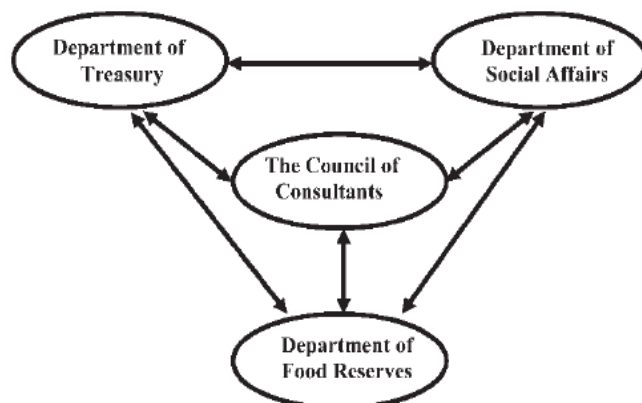 Department of
Treasury
Department of
Social Affairs
The Council of
Consultants
Department of
Food Reserves